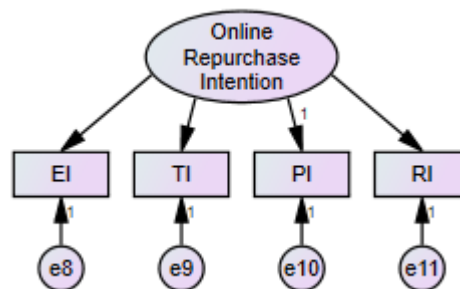 Online
Repurchase
Intention
1
EI
TI
PI
RI
1
1
1
1
e8
e9
e10
e11